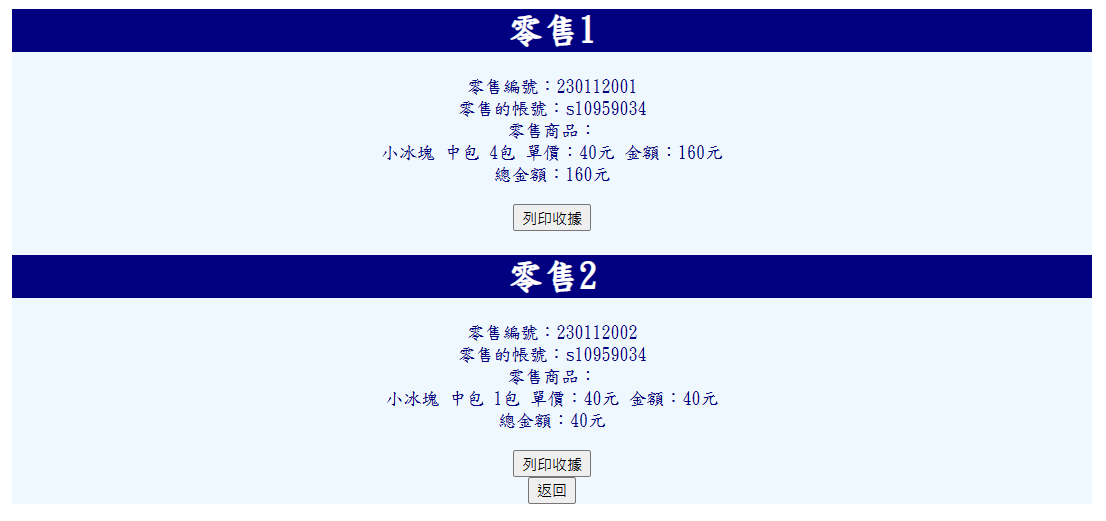 零售1
零售編號：230112001
零售的帳號：s10959034
零售商品：
小冰塊 中包 4包 單價：40元 金額：160元
總金額：160元
列印收據
零售2
零售編號：230112002
零售的帳號：s10959034
零售商品：
小冰塊 中包 1包 單價：40元 金額：40元
總金額：40元
列印收據
返回